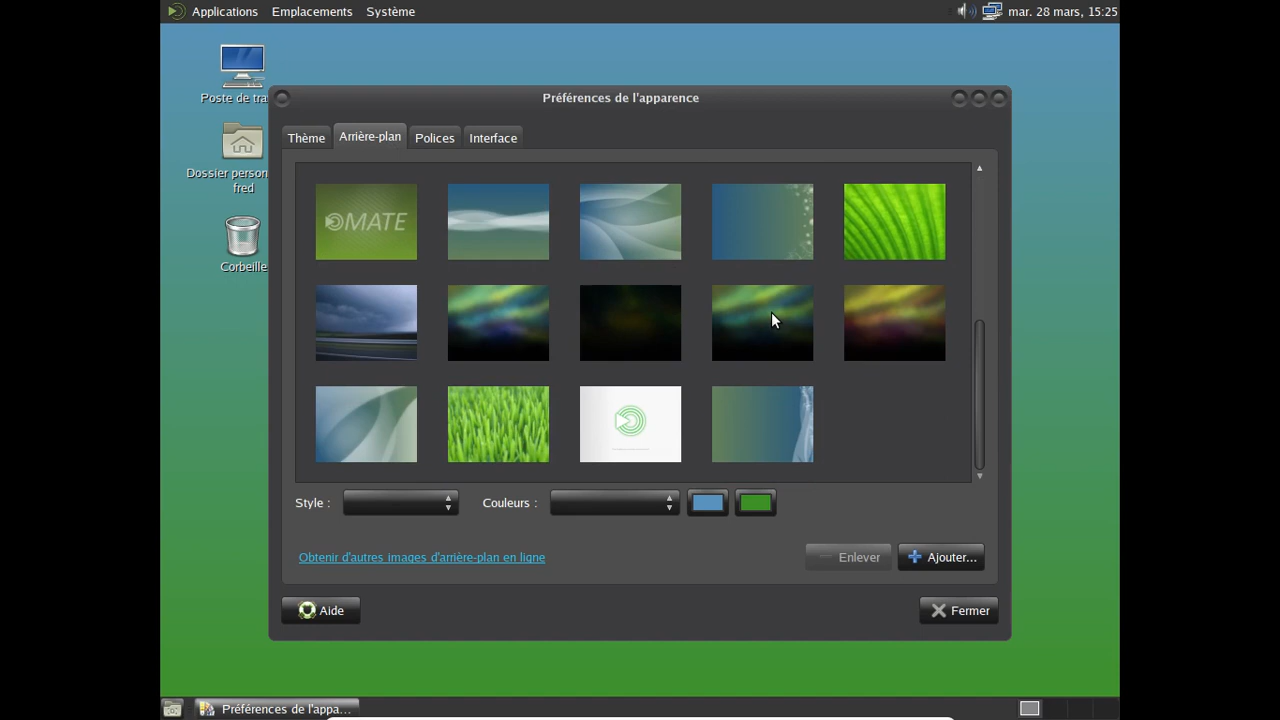 Applications Emplacements Système mar. 28 mars, 15:25
Poste de tra
Dossier person
fred
Corbeille
Préférences de l'apparence
Thème Arrière-plan Polices Interface
MATE
Style : Couleurs :
Obtenir d'autres images d'arrière-plan en ligne Enlever Ajouter...
Aide Fermer
Préférences de l'appa...